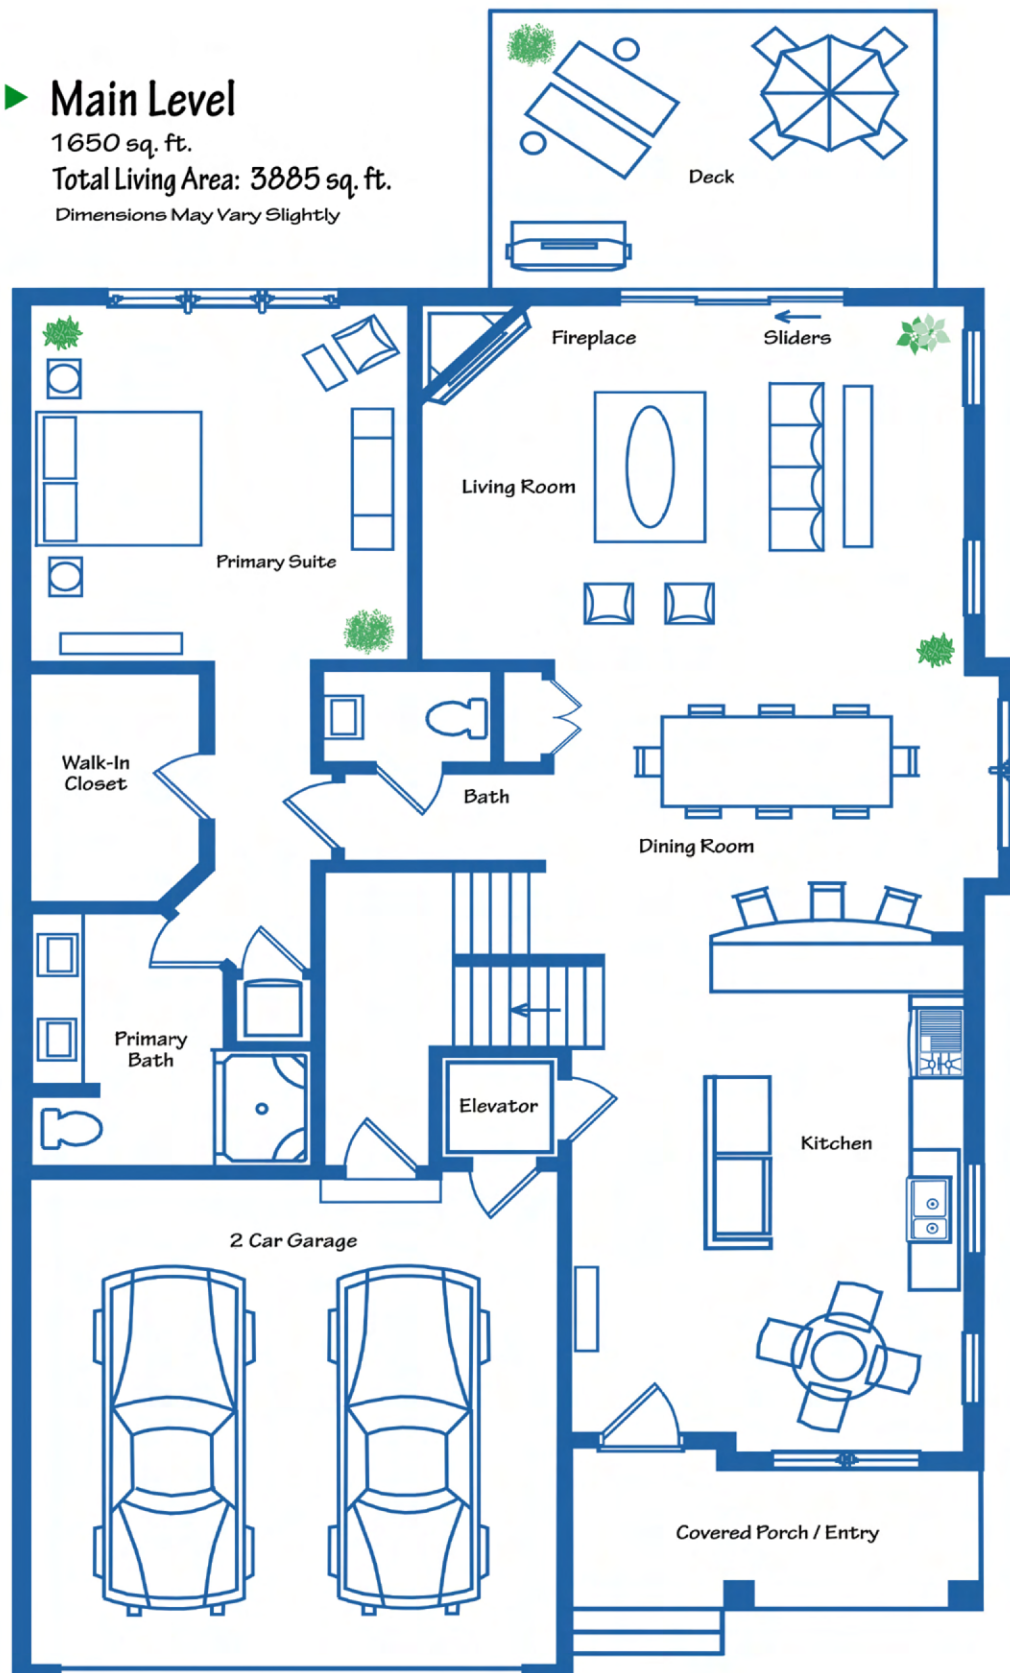 Main Level
1650 sq. ft.
Total Living Area: 3885 sq. ft.
Dimensions May Vary Slightly
Deck
Fireplace
Sliders
Living Room
Primary Suite
Walk-In
Closet
Bath
Dining Room
Primary
Bath
Elevator
Kitchen
2 Car Garage
Covered Porch / Entry